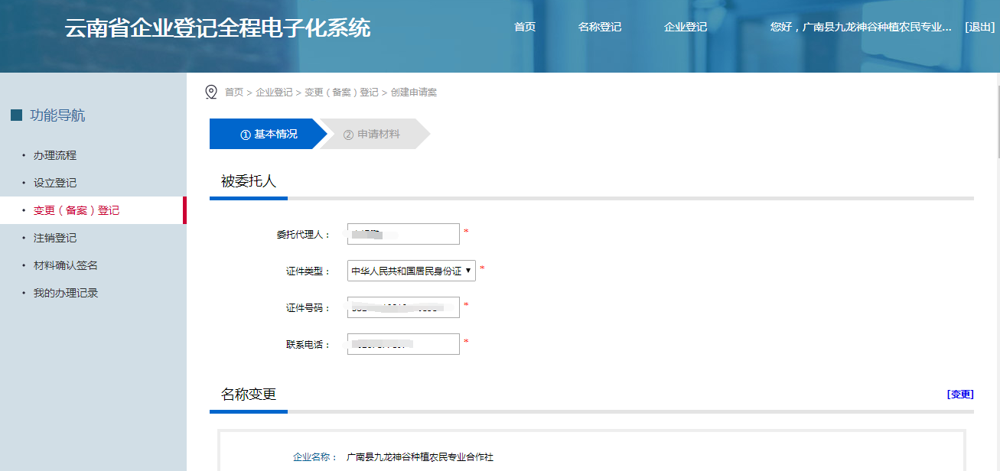 云南省企业登记全程电子化系统
首页 名称登记 企业登记 您好，广南县九龙神谷种植农民专业... [退出]
首页 > 企业登记 > 变更（备案）登记 > 创建申请案
功能导航
① 基本情况 ② 申请材料
• 办理流程
• 设立登记
• 变更（备案）登记
• 注销登记
• 材料确认签名
• 我的办理记录
被委托人
委托代理人： *
证件类型： 中华人民共和国居民身份证 ▼ *
证件号码： *
联系电话： *
名称变更 [变更]
企业名称： 广南县九龙神谷种植农民专业合作社